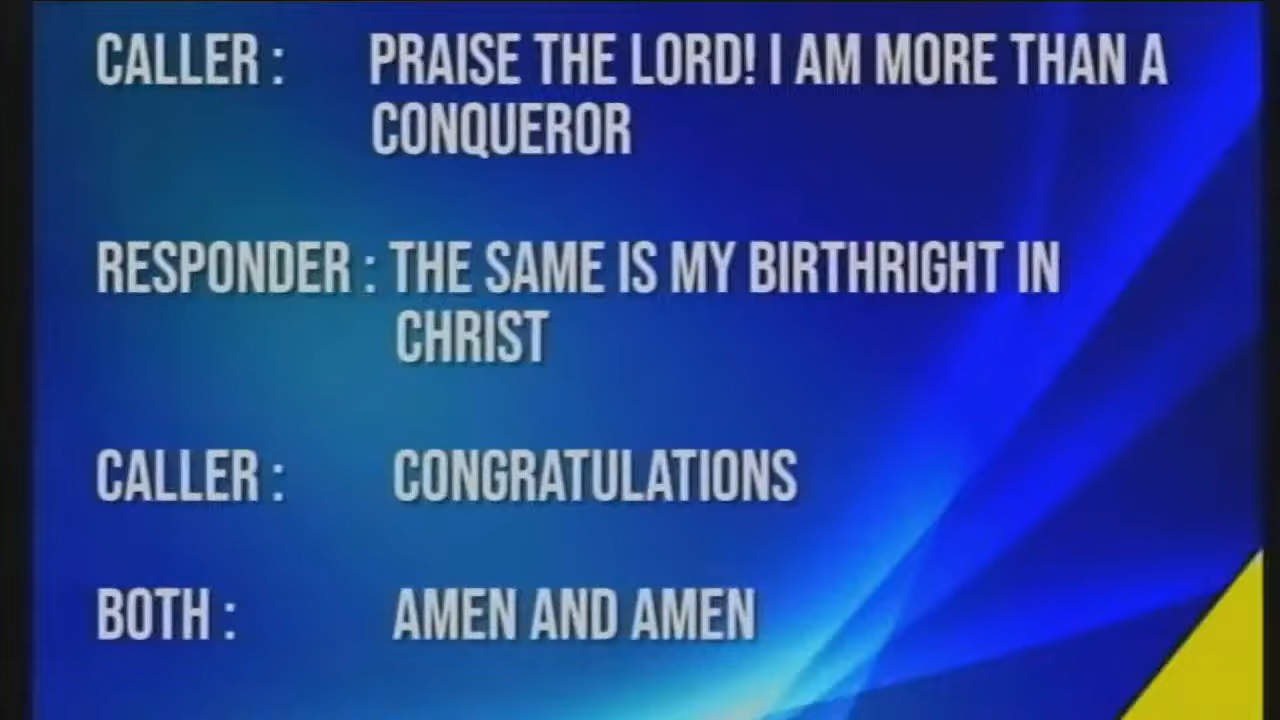 CALLER : PRAISE THE LORD! I AM MORE THAN A
CONQUEROR
RESPONDER : THE SAME IS MY BIRTHRIGHT IN
CHRIST
CALLER : CONGRATULATIONS
BOTH : AMEN AND AMEN